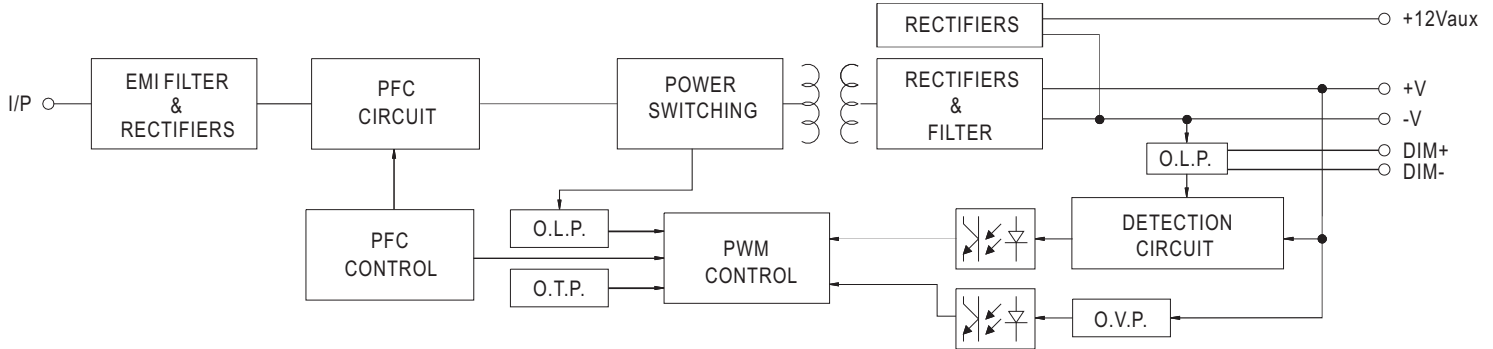 RECTIFIERS
+12Vaux
I/P
EMI FILTER
&
RECTIFIERS
PFC
CIRCUIT
POWER
SWITCHING
RECTIFIERS
&
FILTER
+V
-V
O.L.P.
DIM+
DIM-
PFC
CONTROL
O.L.P.
O.T.P.
PWM
CONTROL
DETECTION
CIRCUIT
O.V.P.